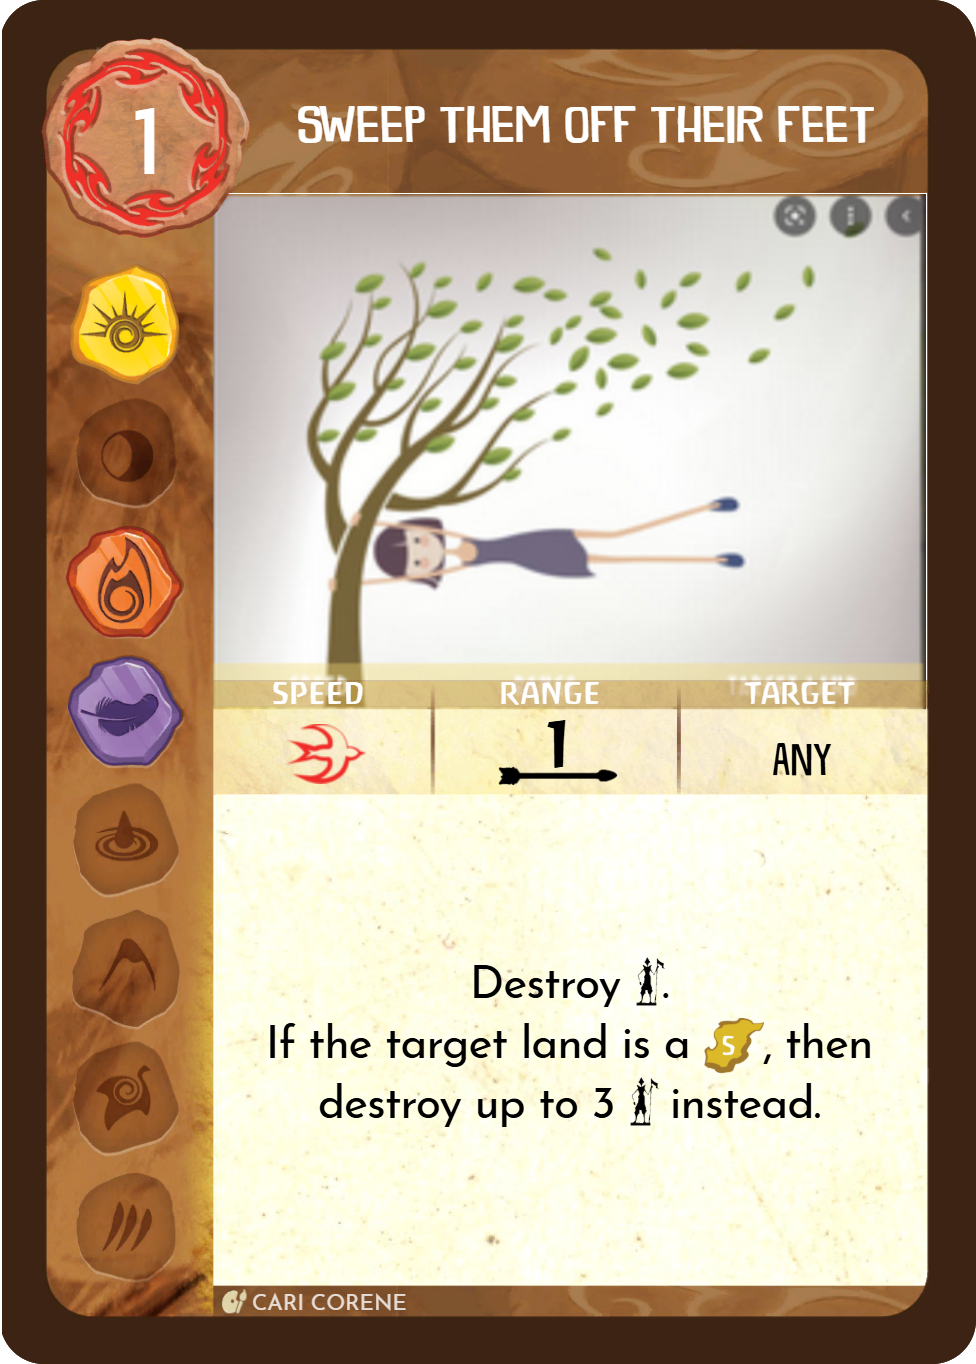 1
SWEEP THEM OFF THEIR FEET
SPEED RANGE TARGET
1
ANY
Destroy .
If the target land is a S , then
destroy up to 3 instead.
CARI CORENE